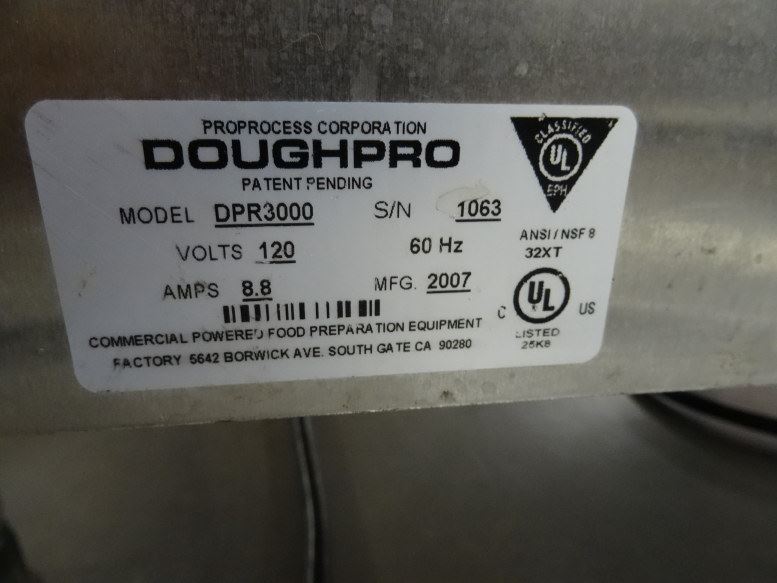 PROPROCESS CORPORATION
DOUGHPRO
PATENT PENDING
MODEL DPR3000 S/N 1063
VOLTS 120 60 Hz
AMPS 8.8 MFG. 2007
COMMERCIAL POWERED FOOD PREPARATION EQUIPMENT
FACTORY 5642 BORWICK AVE. SOUTH GATE CA 90280
CLASSIFIED
UL
EPH
ANSI / NSF 8
32XT
C UL US
LISTED
25K8